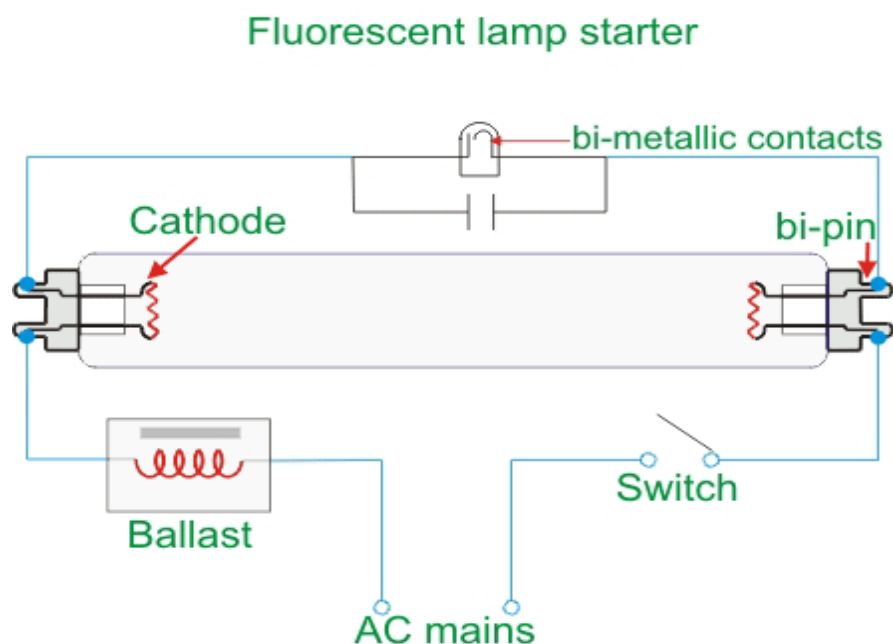 Fluorescent lamp starter
bi-metallic contacts
Cathode
bi-pin
Ballast
Switch
AC mains